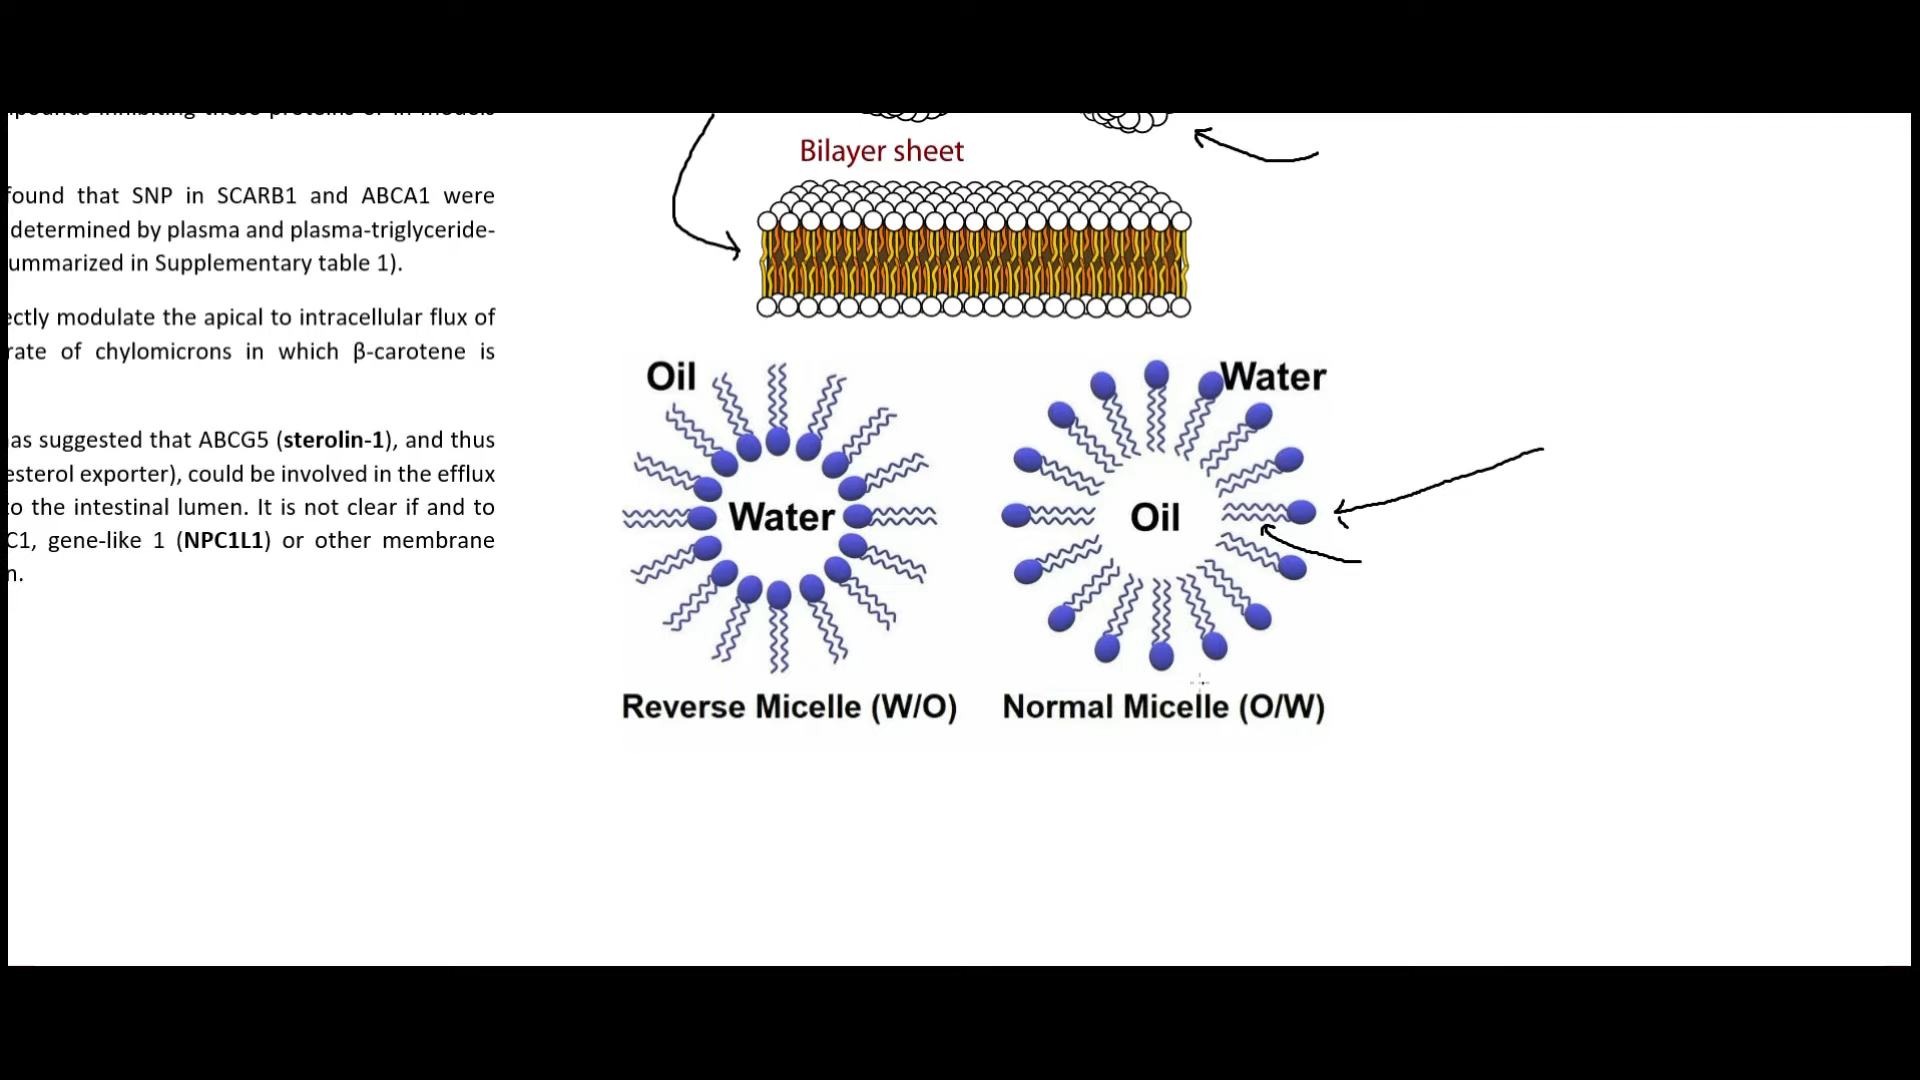 found that SNP in SCARB1 and ABCA1 were
determined by plasma and plasma-triglyceride-
ummarized in Supplementary table 1).
ectly modulate the apical to intracellular flux of
rate of chylomicrons in which β-carotene is
as suggested that ABCG5 (sterolin-1), and thus
esterol exporter), could be involved in the efflux
to the intestinal lumen. It is not clear if and to
C1, gene-like 1 (NPC1L1) or other membrane
n.
Bilayer sheet
Oil
Water
Water
Oil
Reverse Micelle (W/O)
Normal Micelle (O/W)